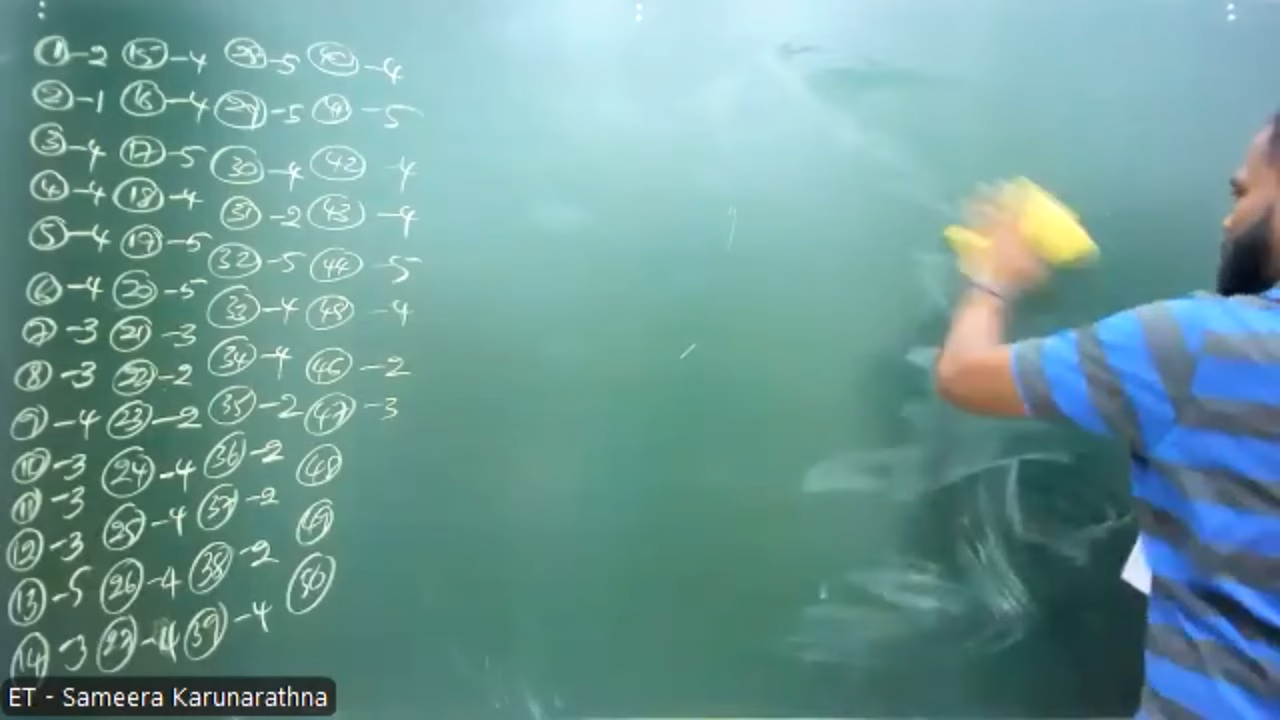 ① -2 ⑮ -4 ㉘ -5 ㊵ -4
② -1 ⑯ -4 ㉙ -5 ㊶ -5
③ -4 ⑰ -5 ㉚ -4 ㊷ 4
④ -4 ⑱ -4 ㉛ -2 ㊸ -4
⑤ -4 ⑲ -5 ㉜ -5 ㊹ -5
⑥ -4 ⑳ -5 ㉝ -4 ㊺ -4
⑦ -3 ㉑ -3 ㉞ -4 ㊻ -2
⑧ -3 ㉒ -2 ㉟ -2 ㊼ -3
⑨ -4 ㉓ -2 ㊱ -2 ㊽
⑩ -3 ㉔ -4 ㊲ -2 ㊾
⑪ -3 ㉕ -4 ㊳ -2 ㊿
⑫ -3 ㉖ -4 ㊴ -4
⑬ -5 ㉗ -4
⑭ -3
ET - Sameera Karunarathna